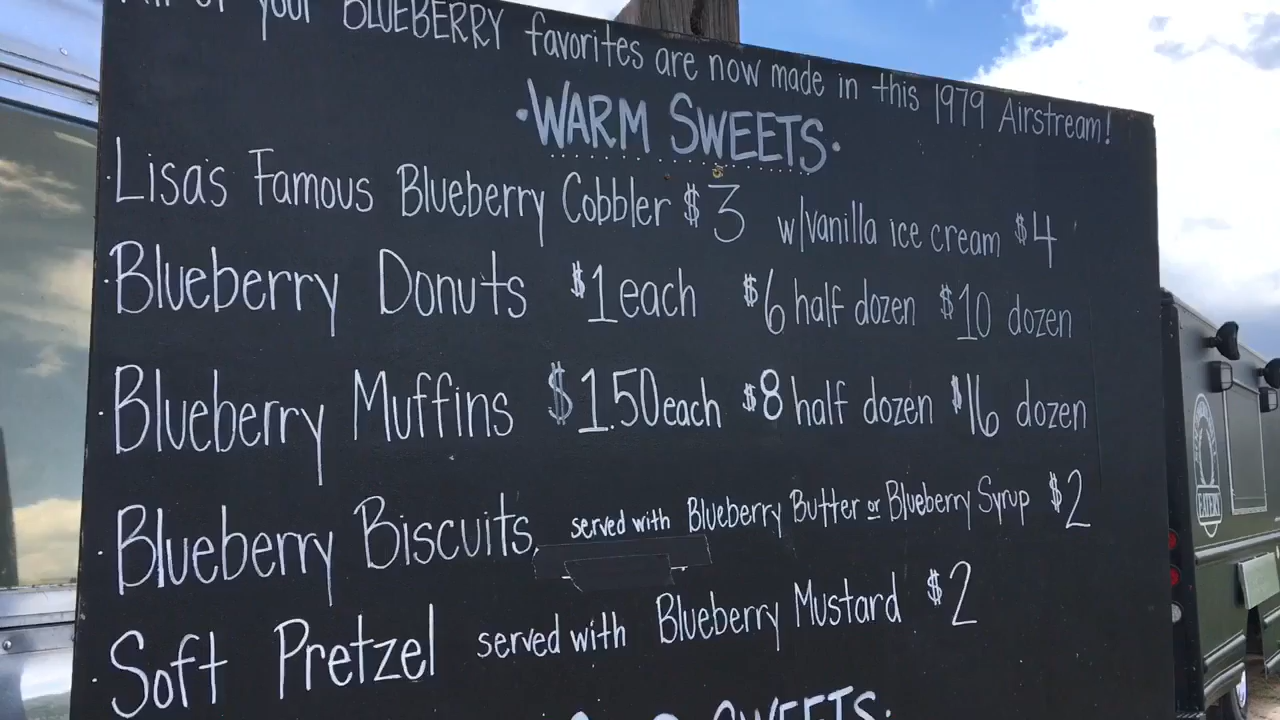 All of your BLUEBERRY favorites are now made in this 1979 Airstream!
·WARM SWEETS·
·Lisa's Famous Blueberry Cobbler $3 w/vanilla ice cream $4
·Blueberry Donuts $1 each $6 half dozen $10 dozen
·Blueberry Muffins $1.50 each $8 half dozen $16 dozen
·Blueberry Biscuits served with Blueberry Butter or Blueberry Syrup $2
·Soft Pretzel served with Blueberry Mustard $2
SWEETS·
EATERY